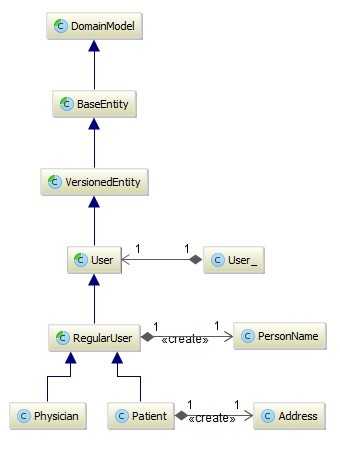 C DomainModel
C BaseEntity
C VersionedEntity
1 1
C User C User_
1 1
C RegularUser «create» C PersonName
1 1
C Physician C Patient «create» C Address